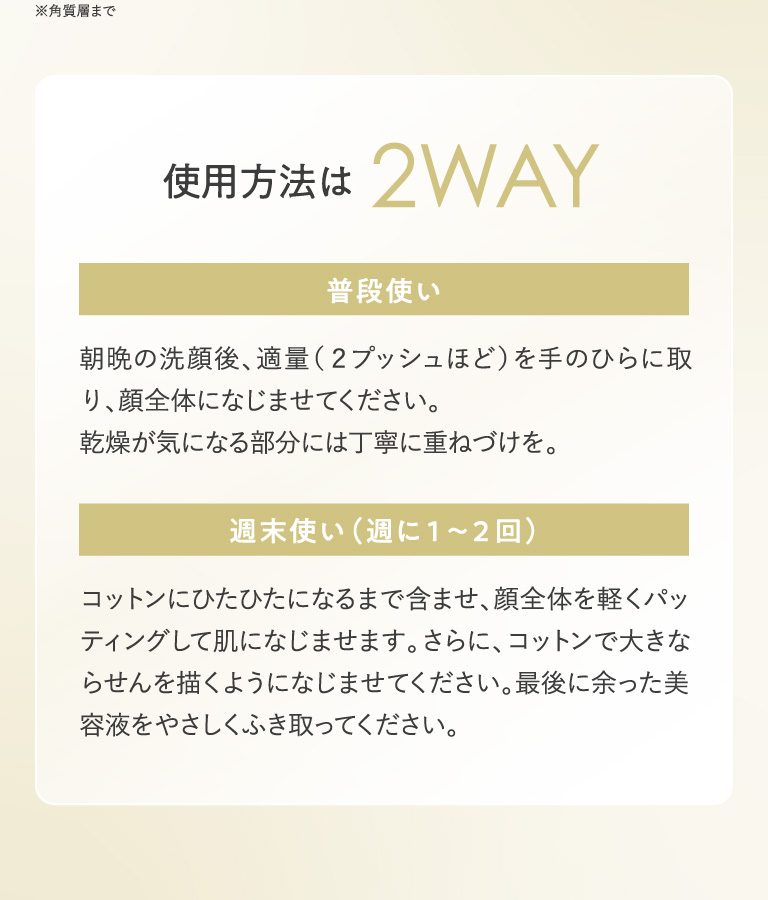 ※角質層まで
使用方法は 2WAY
普段使い
朝晩の洗顔後、適量（２プッシュほど）を手のひらに取
り、顔全体になじませてください。
乾燥が気になる部分には丁寧に重ねづけを。
週末使い（週に1〜2回）
コットンにひたひたになるまで含ませ、顔全体を軽くパッ
ティングして肌になじませます。さらに、コットンで大きな
らせんを描くようになじませてください。最後に余った美
容液をやさしくふき取ってください。